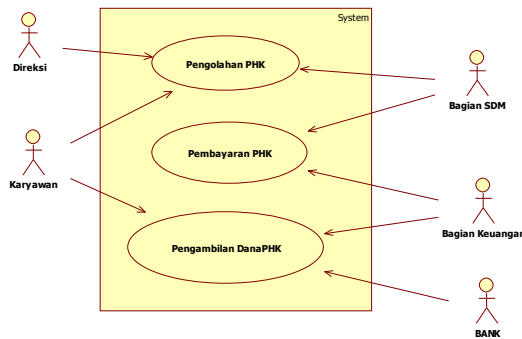 System
Direksi
Pengolahan PHK
Bagian SDM
Karyawan
Pembayaran PHK
Bagian Keuangan
Pengambilan DanaPHK
BANK